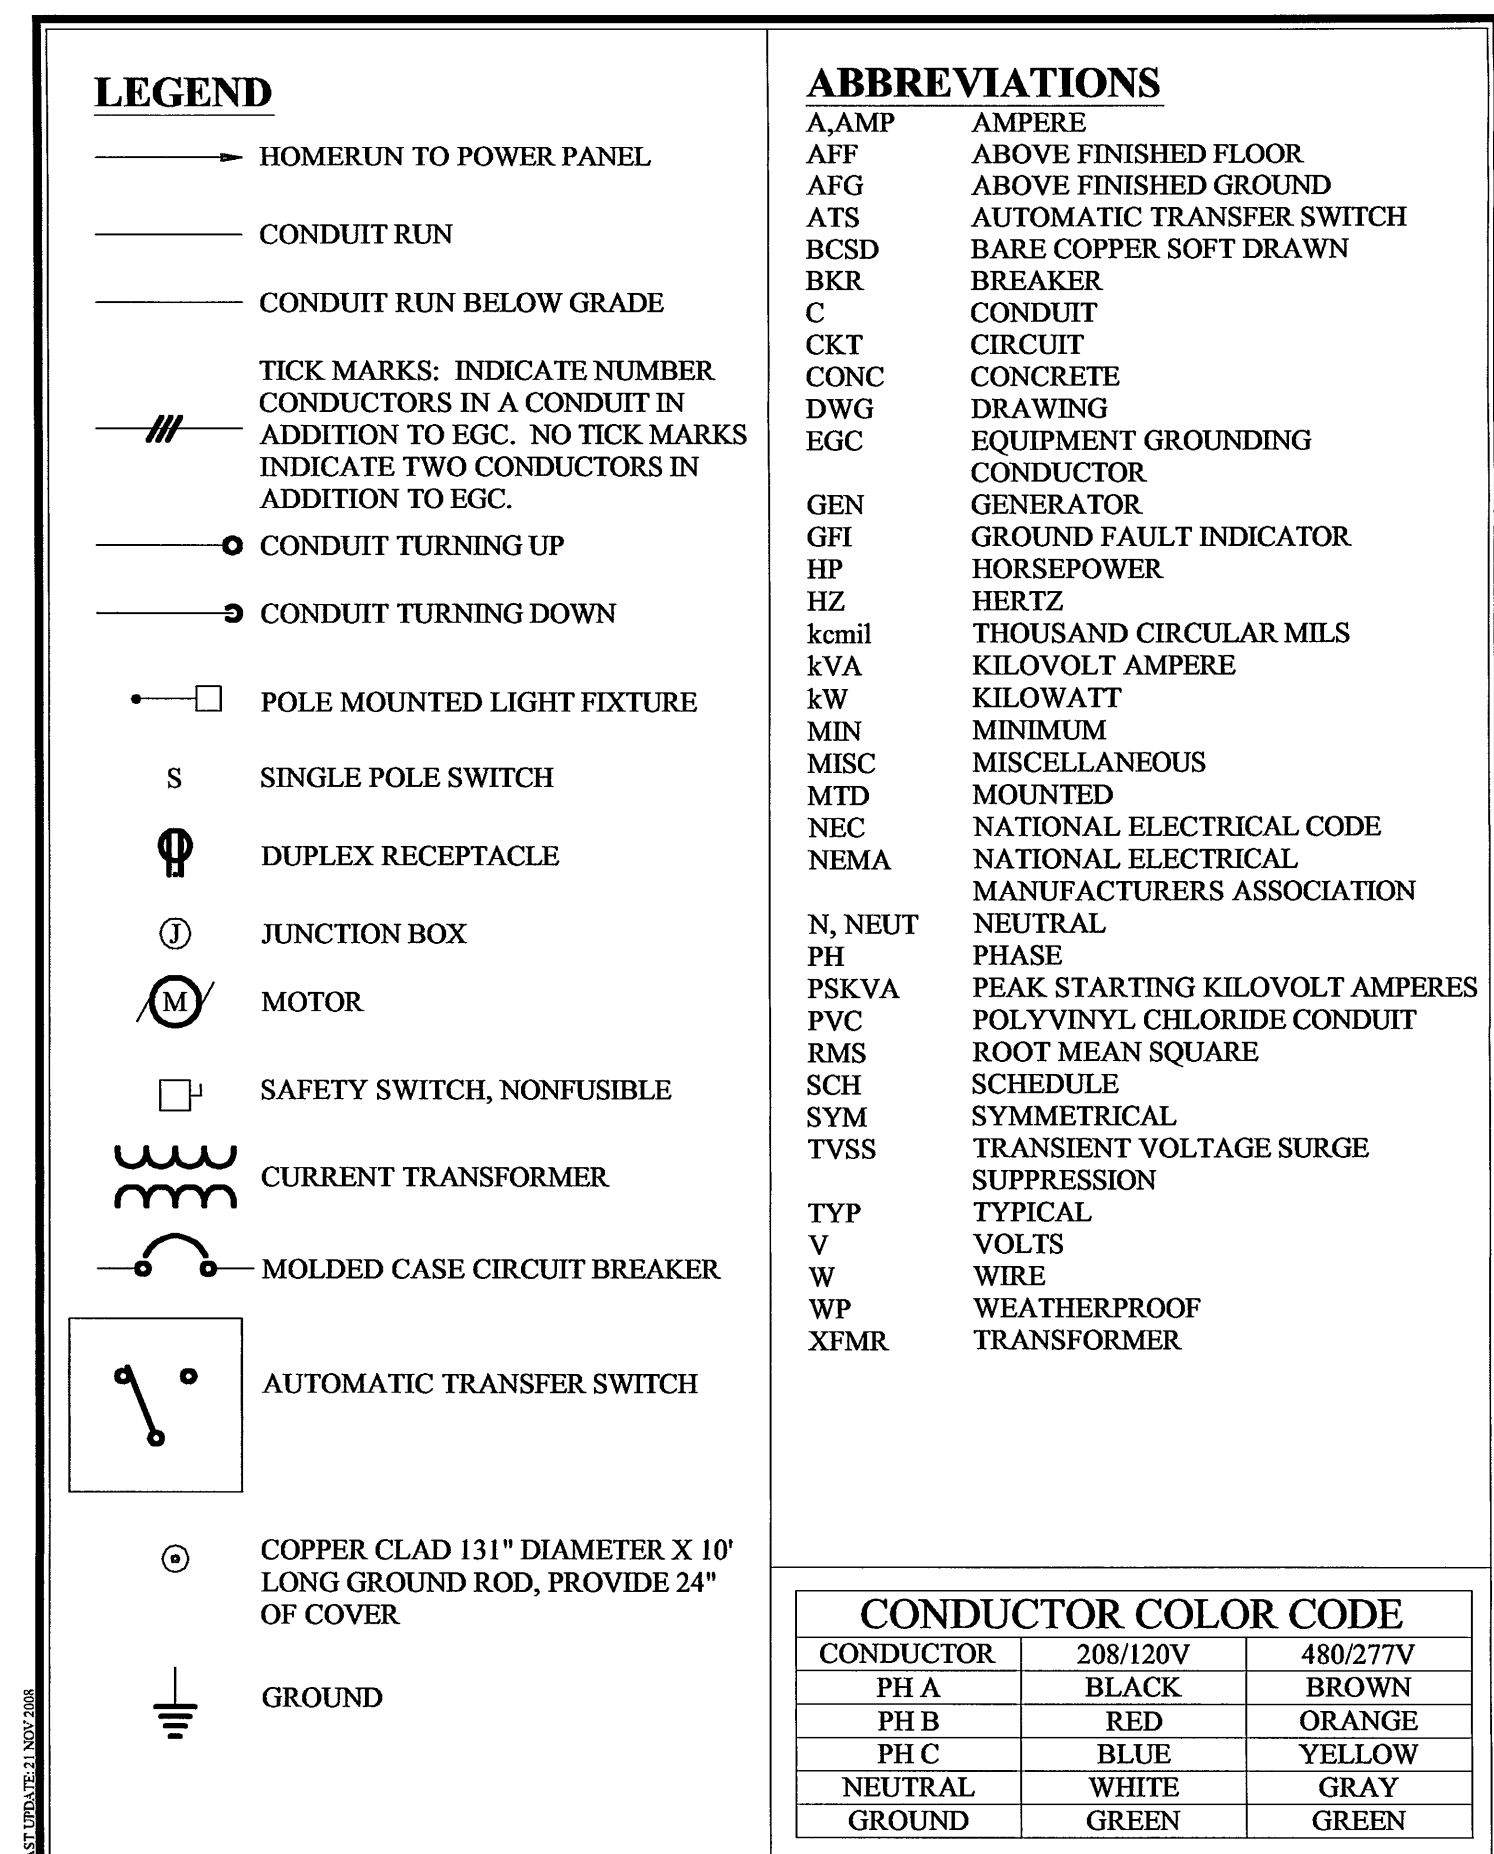 LEGEND
HOMERUN TO POWER PANEL
CONDUIT RUN
CONDUIT RUN BELOW GRADE
TICK MARKS: INDICATE NUMBER
CONDUCTORS IN A CONDUIT IN
ADDITION TO EGC. NO TICK MARKS
INDICATE TWO CONDUCTORS IN
ADDITION TO EGC.
CONDUIT TURNING UP
CONDUIT TURNING DOWN
POLE MOUNTED LIGHT FIXTURE
S SINGLE POLE SWITCH
DUPLEX RECEPTACLE
J JUNCTION BOX
M MOTOR
SAFETY SWITCH, NONFUSIBLE
CURRENT TRANSFORMER
MOLDED CASE CIRCUIT BREAKER
AUTOMATIC TRANSFER SWITCH
COPPER CLAD 131" DIAMETER X 10'
LONG GROUND ROD, PROVIDE 24"
OF COVER
GROUND
ABBREVIATIONS
A,AMP AMPERE
AFF ABOVE FINISHED FLOOR
AFG ABOVE FINISHED GROUND
ATS AUTOMATIC TRANSFER SWITCH
BCSD BARE COPPER SOFT DRAWN
BKR BREAKER
C CONDUIT
CKT CIRCUIT
CONC CONCRETE
DWG DRAWING
EGC EQUIPMENT GROUNDING
CONDUCTOR
GEN GENERATOR
GFI GROUND FAULT INDICATOR
HP HORSEPOWER
HZ HERTZ
kcmil THOUSAND CIRCULAR MILS
kVA KILOVOLT AMPERE
kW KILOWATT
MIN MINIMUM
MISC MISCELLANEOUS
MTD MOUNTED
NEC NATIONAL ELECTRICAL CODE
NEMA NATIONAL ELECTRICAL
MANUFACTURERS ASSOCIATION
N, NEUT NEUTRAL
PH PHASE
PSKVA PEAK STARTING KILOVOLT AMPERES
PVC POLYVINYL CHLORIDE CONDUIT
RMS ROOT MEAN SQUARE
SCH SCHEDULE
SYM SYMMETRICAL
TVSS TRANSIENT VOLTAGE SURGE
SUPPRESSION
TYP TYPICAL
V VOLTS
W WIRE
WP WEATHERPROOF
XFMR TRANSFORMER
CONDUCTOR COLOR CODE
CONDUCTOR 208/120V 480/277V
PH A BLACK BROWN
PH B RED ORANGE
PH C BLUE YELLOW
NEUTRAL WHITE GRAY
GROUND GREEN GREEN
UPDATE: 21 NOV 2008